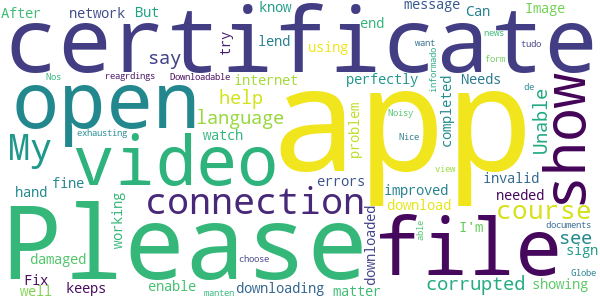 After network But message know Can Image
certificate
say try lend end using want news tudo form
Nos reagrdings Downloadable internet perfectly informador Needs de
open app show
help language problem Noisy completed Unable
exhausting watch Nice
My video view
hand fine errors improved invalid
connection download needed course
Please file
working downloaded able I'm see
damaged choose documents sign
Fix keeps enable downloading corrupted showing Globe
well manten matter